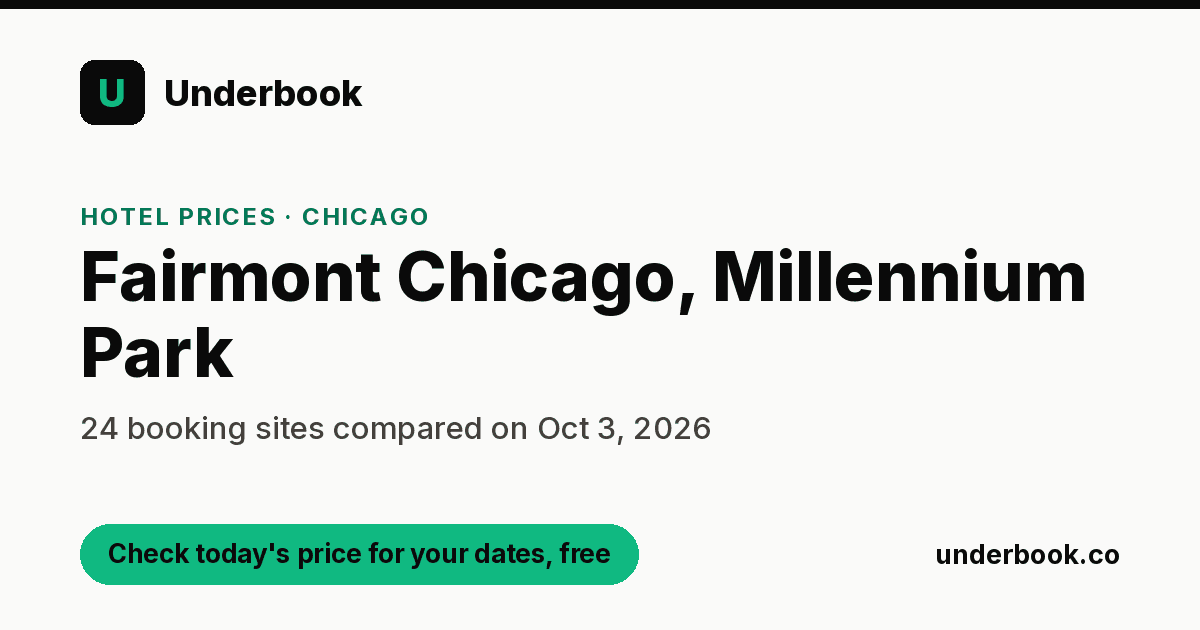 U Underbook
HOTEL PRICES · CHICAGO
Fairmont Chicago, Millennium
Park
24 booking sites compared on Oct 3, 2026
Check today's price for your dates, free
underbook.co